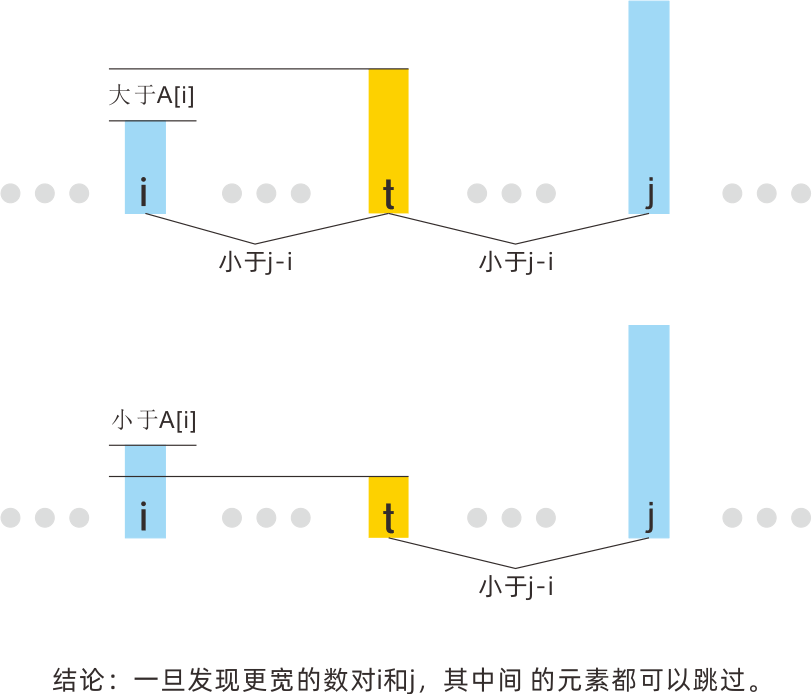 大于A[i]
i
t
j
小于j-i
小于j-i
小于A[i]
i
t
j
小于j-i
结论：一旦发现更宽的数对i和j，其中间 的元素都可以跳过。